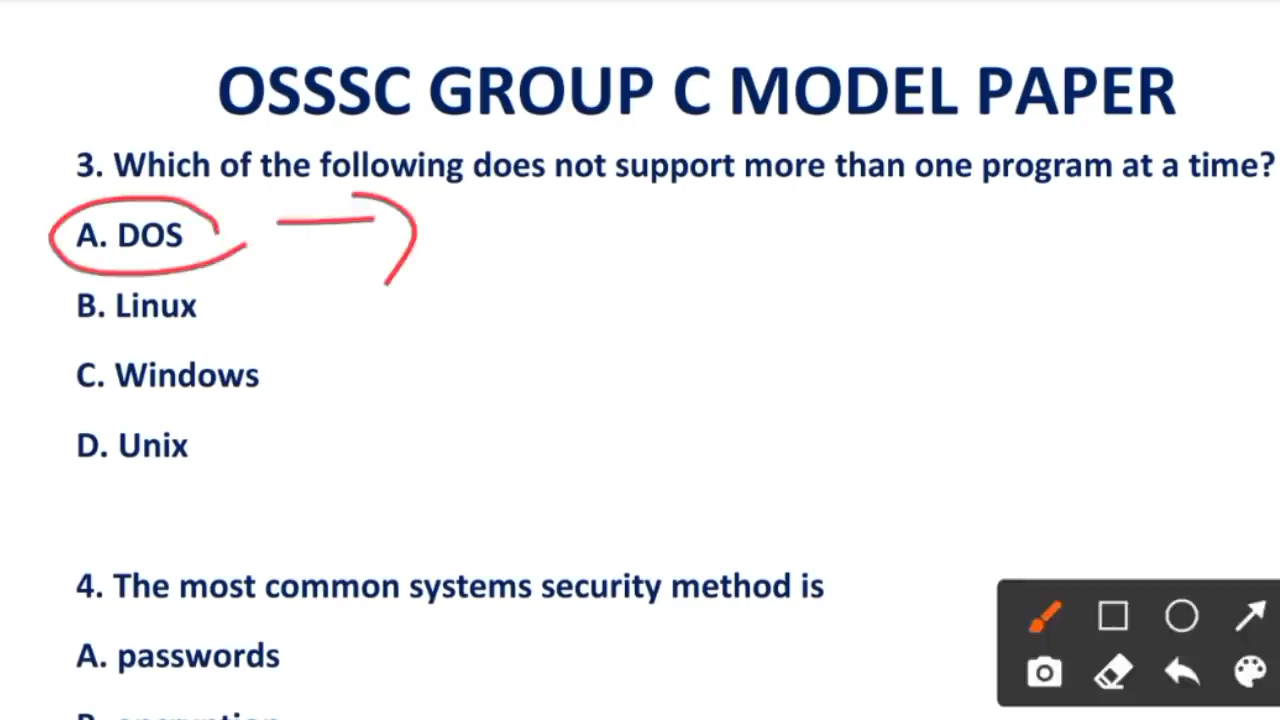 OSSSC GROUP C MODEL PAPER
3. Which of the following does not support more than one program at a time?
A. DOS
B. Linux
C. Windows
D. Unix
4. The most common systems security method is
A. passwords